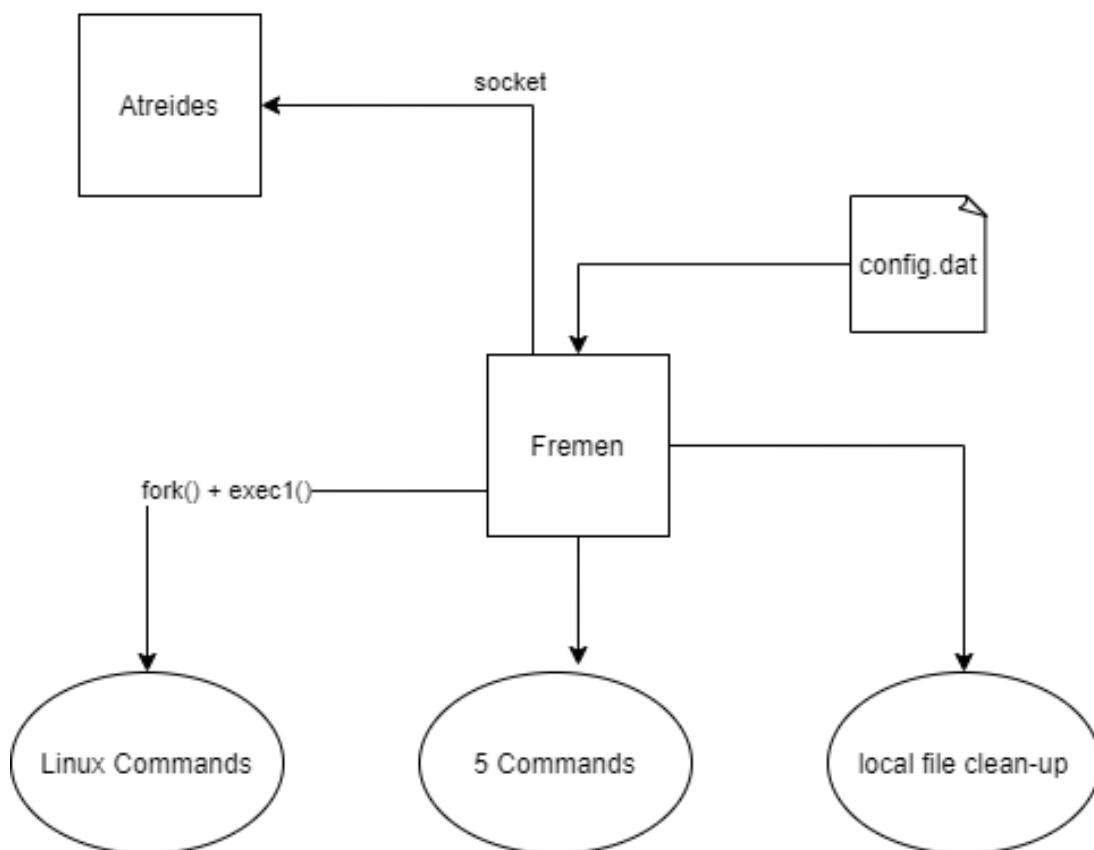 socket
Atreides
config.dat
Fremen
fork() + exec1()
Linux Commands
5 Commands
local file clean-up